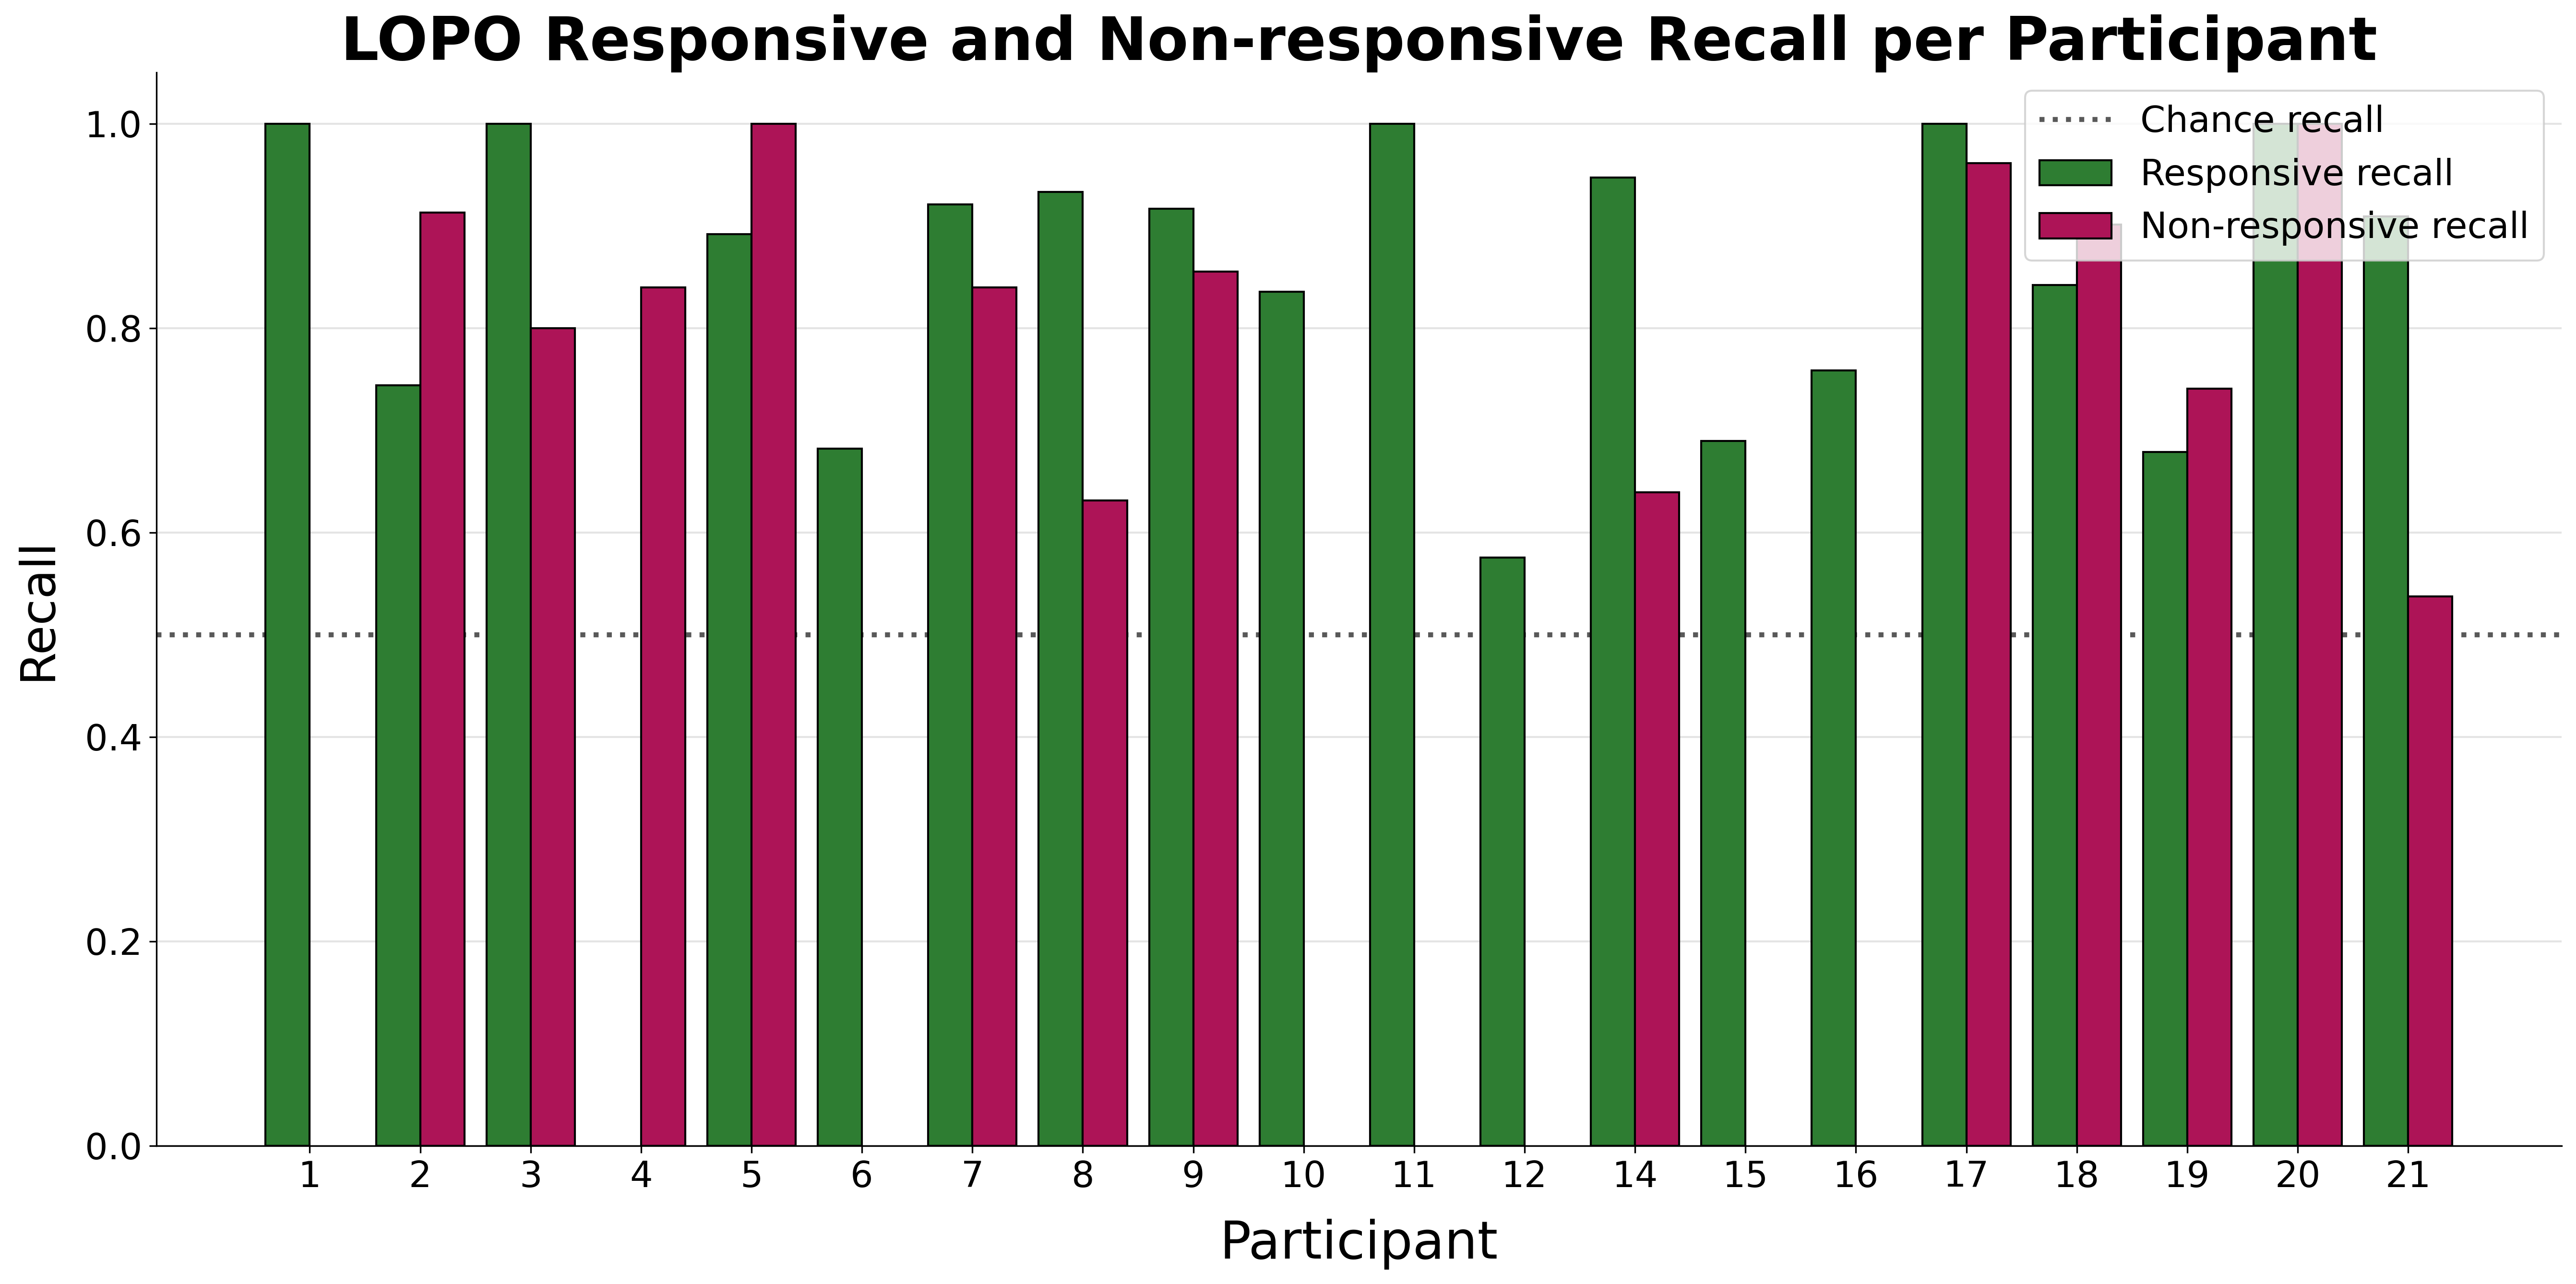 LOPO Responsive and Non-responsive Recall per Participant
Chance recall
Responsive recall
Non-responsive recall
Recall
1.0
0.8
0.6
0.4
0.2
0.0
1 2 3 4 5 6 7 8 9 10 11 12 14 15 16 17 18 19 20 21
Participant